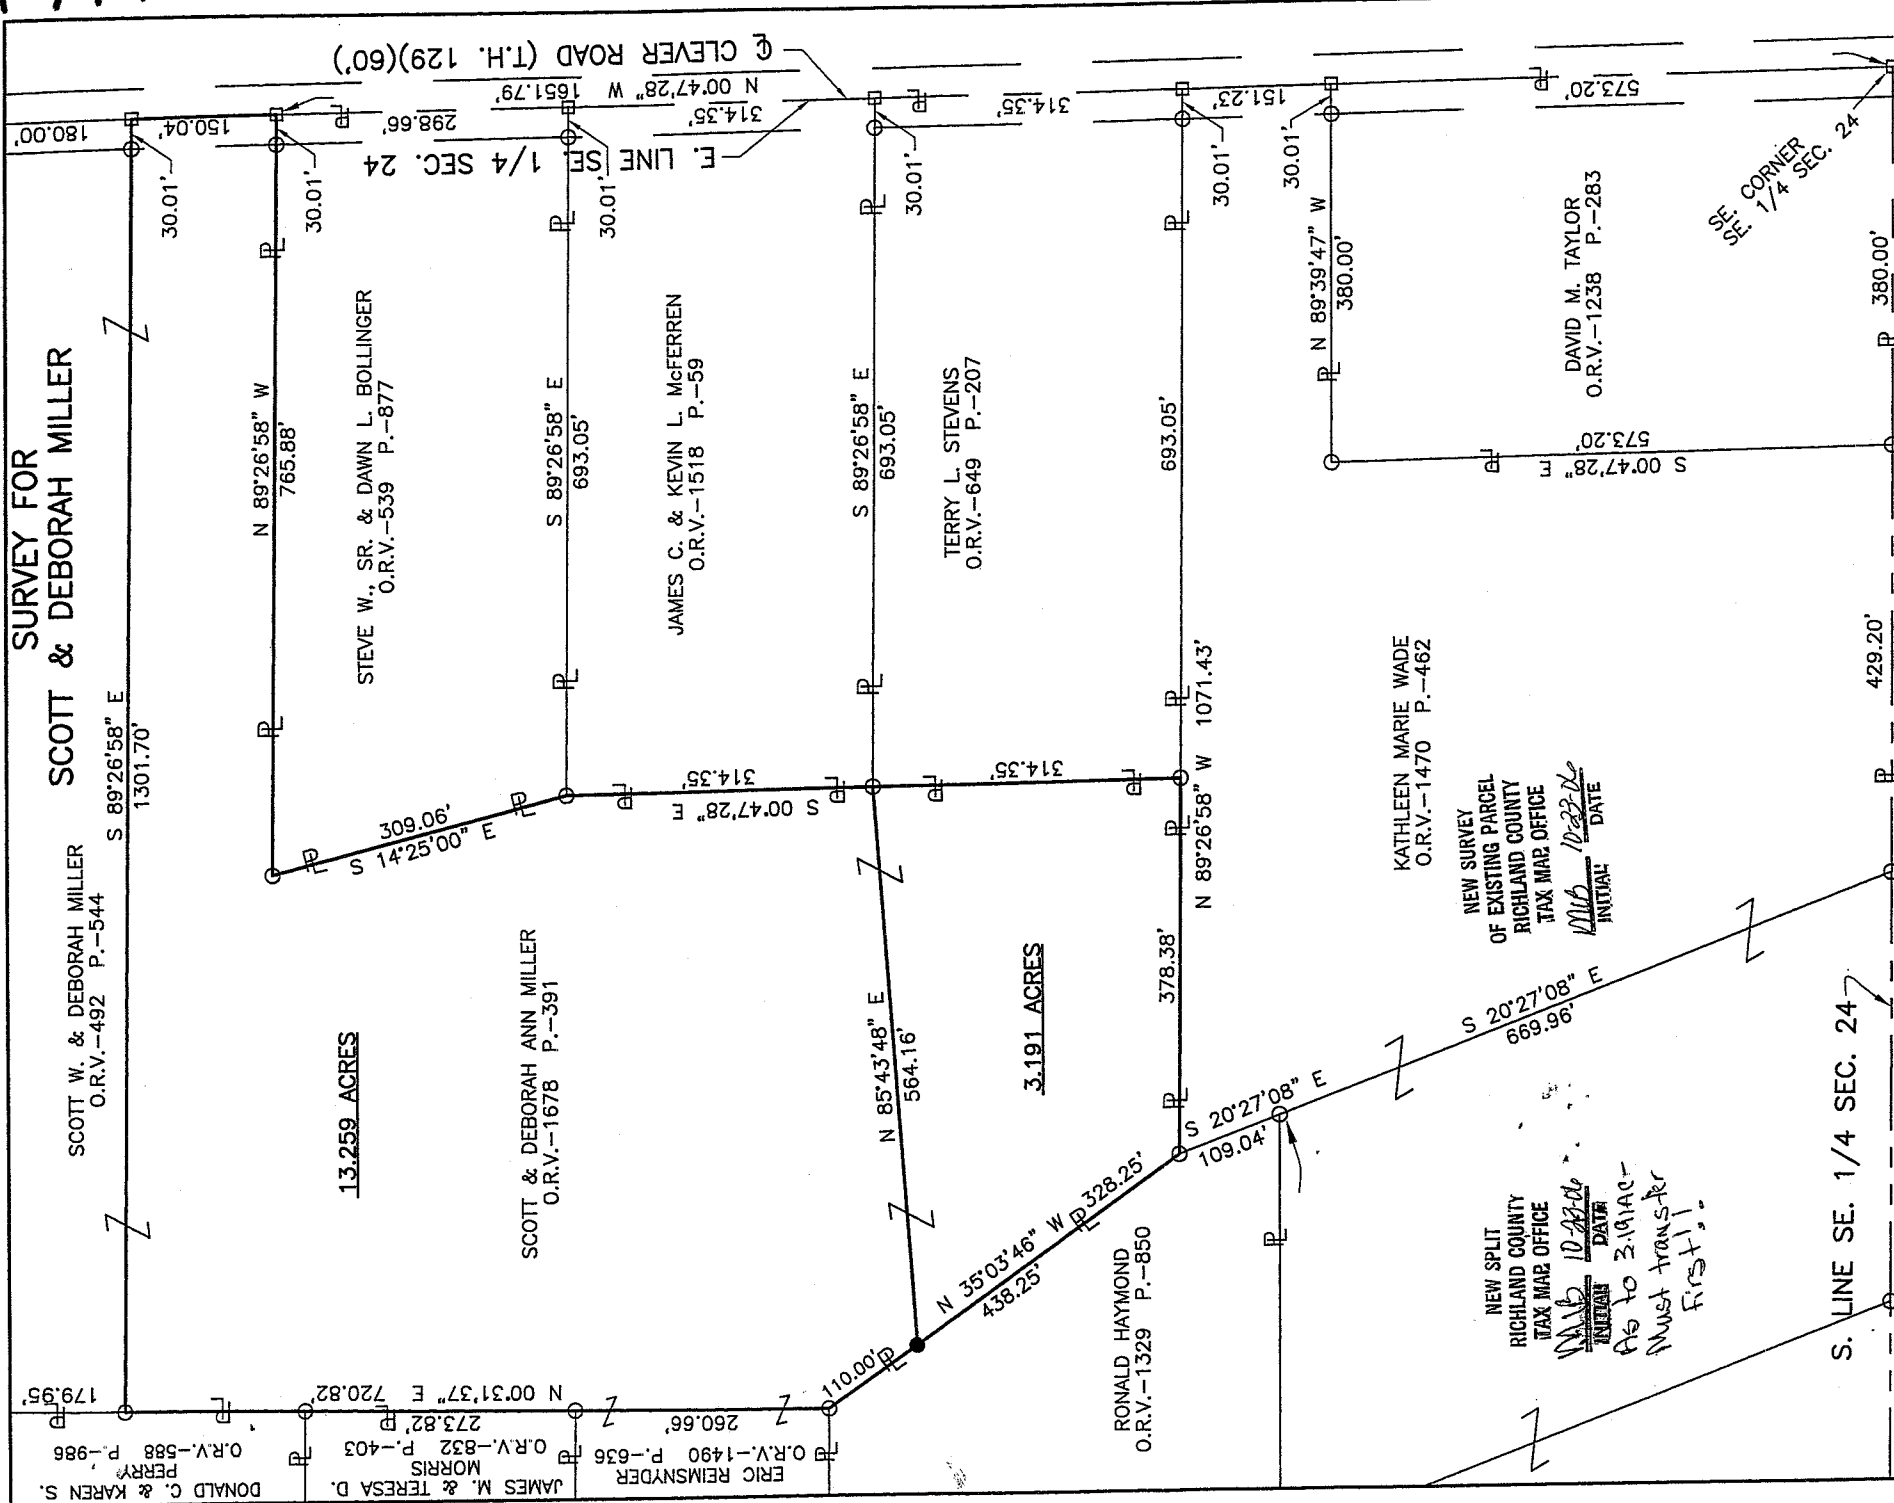 SURVEY FOR
SCOTT & DEBORAH MILLER
SCOTT W. & DEBORAH MILLER
O.R.V.-492 P.-544
S 89°26'58" E
1301.70'
180.00'
150.04'
298.66'
N 00°47'28" W 1651.79'
314.35'
314.35'
151.23'
573.20'
℄ CLEVER ROAD (T.H. 129)(60')
E. LINE SE. 1/4 SEC. 24
30.01'
30.01'
30.01'
30.01'
30.01'
30.01'
N 89°26'58" W
765.88'
STEVE W., SR. & DAWN L. BOLLINGER
O.R.V.-539 P.-877
S 89°26'58" E
693.05'
JAMES C. & KEVIN L. McFERREN
O.R.V.-1518 P.-59
S 89°26'58" E
693.05'
TERRY L. STEVENS
O.R.V.-649 P.-207
693.05'
N 89°26'58" W 1071.43'
378.38'
N 89°39'47" W
380.00'
DAVID M. TAYLOR
O.R.V.-1238 P.-283
SE. CORNER
SE. 1/4 SEC. 24
380.00'
S 00°47'28" E
573.20'
429.20'
309.06'
S 14°25'00" E
314.35'
S 00°47'28" E
314.35'
13.259 ACRES
SCOTT & DEBORAH ANN MILLER
O.R.V.-1678 P.-391
N 85°43'48" E
564.16'
3.191 ACRES
KATHLEEN MARIE WADE
O.R.V.-1470 P.-462
NEW SURVEY
OF EXISTING PARCEL
RICHLAND COUNTY
TAX MAP OFFICE
MB 10-23-06
INITIAL DATE
S 20°27'08" E
669.96'
S 20°27'08" E
109.04'
328.25'
N 35°03'46" W
438.25'
110.00'
RONALD HAYMOND
O.R.V.-1329 P.-850
NEW SPLIT
RICHLAND COUNTY
TAX MAP OFFICE
MB 10-23-06
INITIAL DATE
As to 3.191Ac-
Must transfer
First!!
S. LINE SE. 1/4 SEC. 24
179.95'
N 00°31'37" E 720.82'
273.82'
260.66'
DONALD C. & KAREN S.
PERRY
O.R.V.-588 P.-986
JAMES M. & TERESA D.
MORRIS
O.R.V.-832 P.-403
ERIC REIMSNYDER
O.R.V.-1490 P.-636